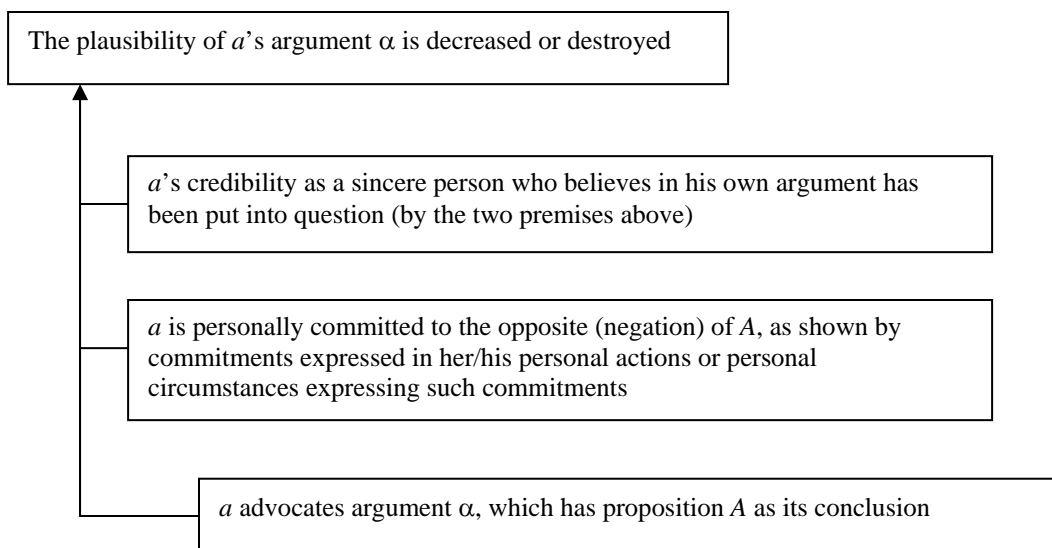 The plausibility of a's argument α is decreased or destroyed
a's credibility as a sincere person who believes in his own argument has
been put into question (by the two premises above)
a is personally committed to the opposite (negation) of A, as shown by
commitments expressed in her/his personal actions or personal
circumstances expressing such commitments
a advocates argument α, which has proposition A as its conclusion